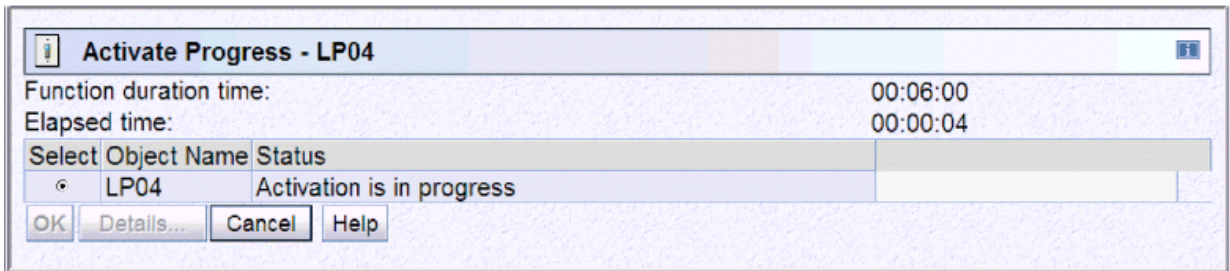 Activate Progress - LP04
Function duration time: 00:06:00
Elapsed time: 00:00:04
Select Object Name Status
LP04 Activation is in progress
OK Details... Cancel Help